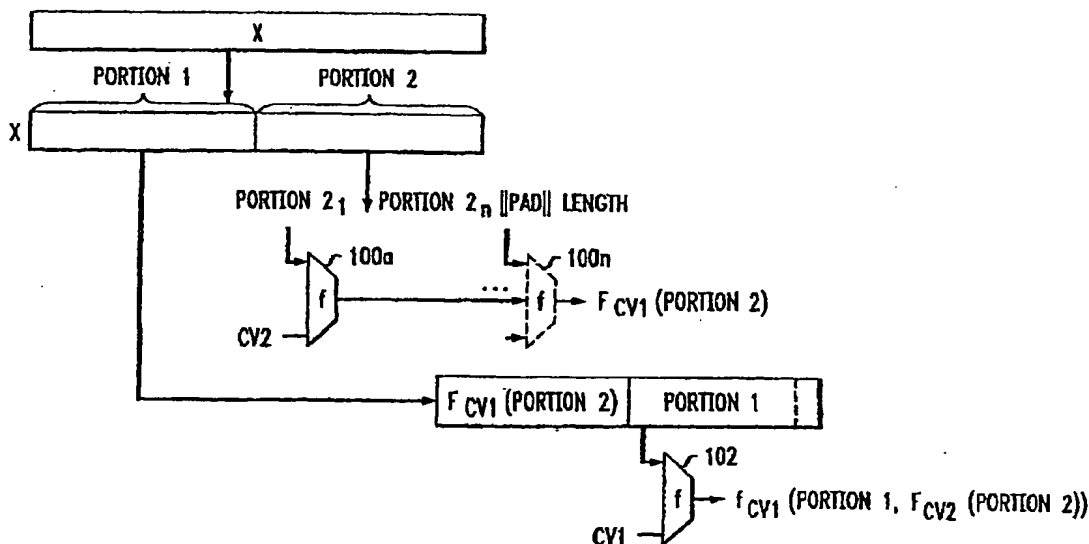 X
PORTION 1 PORTION 2
X
PORTION 2₁ PORTION 2ₙ ‖PAD‖ LENGTH
100a 100n
f ... f F CV1 (PORTION 2)
CV2
F CV1 (PORTION 2) PORTION 1
102
f f CV1 (PORTION 1, F CV2 (PORTION 2))
CV1